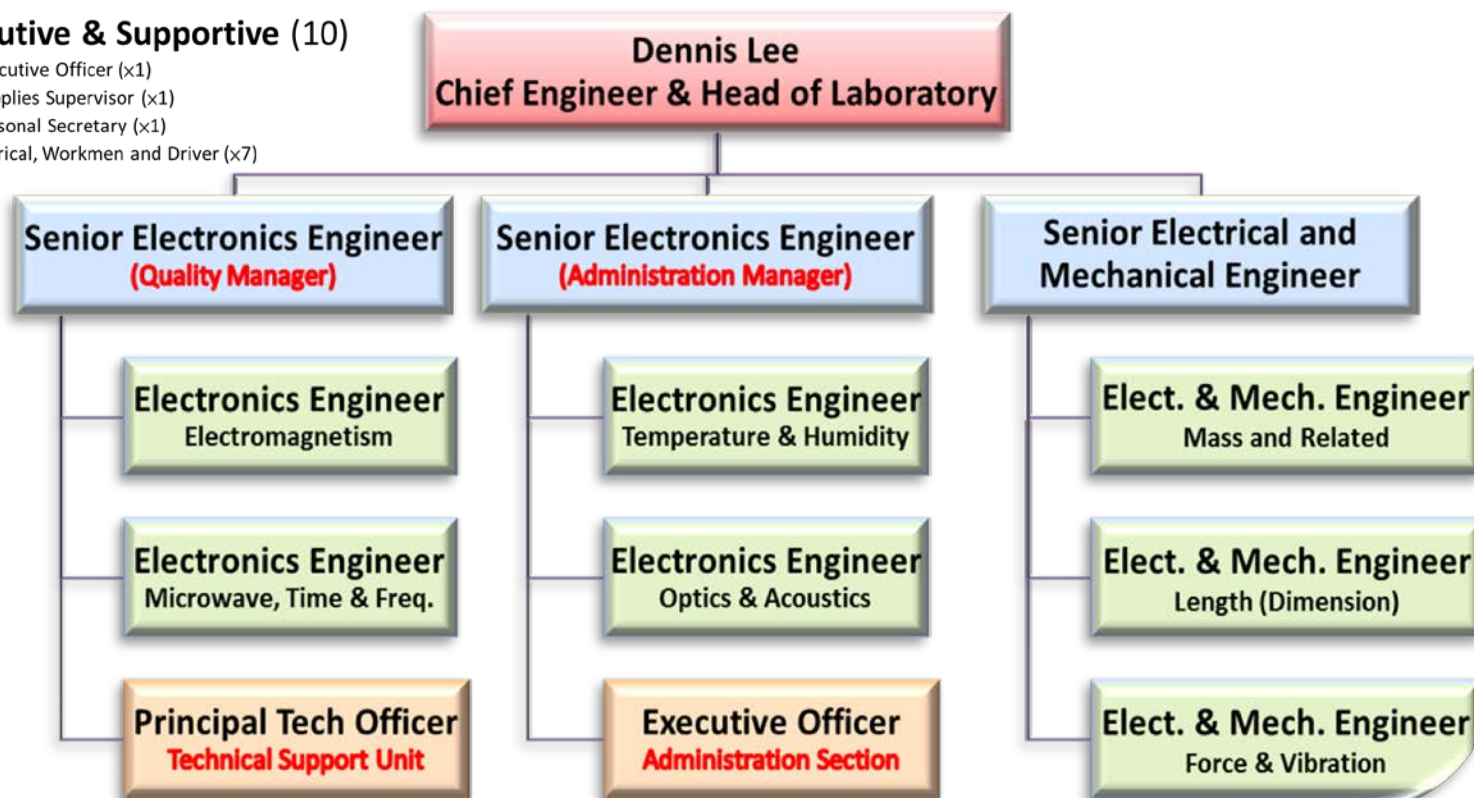 utive & Supportive (10)
cutive Officer (×1)
plies Supervisor (×1)
sonal Secretary (×1)
rical, Workmen and Driver (×7)
Dennis Lee
Chief Engineer & Head of Laboratory
Senior Electronics Engineer
(Quality Manager)
Electronics Engineer
Electromagnetism
Electronics Engineer
Microwave, Time & Freq.
Principal Tech Officer
Technical Support Unit
Senior Electronics Engineer
(Administration Manager)
Electronics Engineer
Temperature & Humidity
Electronics Engineer
Optics & Acoustics
Executive Officer
Administration Section
Senior Electrical and
Mechanical Engineer
Elect. & Mech. Engineer
Mass and Related
Elect. & Mech. Engineer
Length (Dimension)
Elect. & Mech. Engineer
Force & Vibration